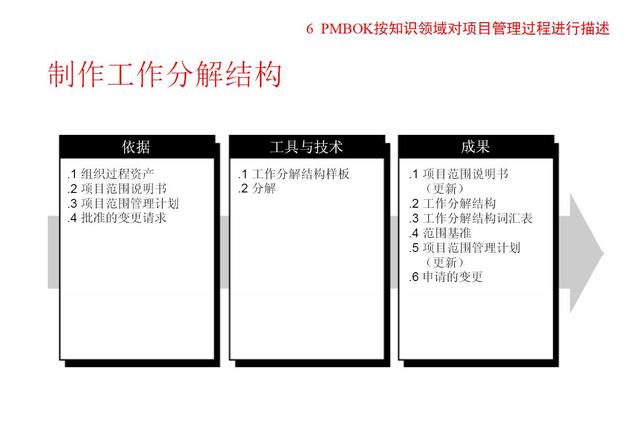 6 PMBOK按知识领域对项目管理过程进行描述
制作工作分解结构
依据
.1 组织过程资产
.2 项目范围说明书
.3 项目范围管理计划
.4 批准的变更请求
工具与技术
.1 工作分解结构样板
.2 分解
成果
.1 项目范围说明书
（更新）
.2 工作分解结构
.3 工作分解结构词汇表
.4 范围基准
.5 项目范围管理计划
（更新）
.6 申请的变更